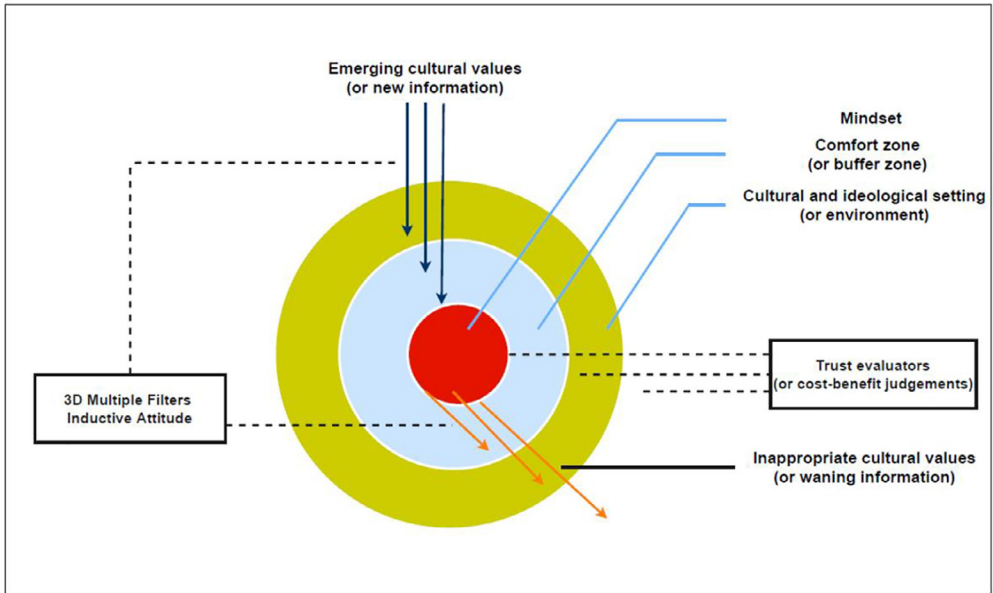 Emerging cultural values
(or new information)
Mindset
Comfort zone
(or buffer zone)
Cultural and ideological setting
(or environment)
Trust evaluators
(or cost-benefit judgements)
3D Multiple Filters
Inductive Attitude
Inappropriate cultural values
(or waning information)